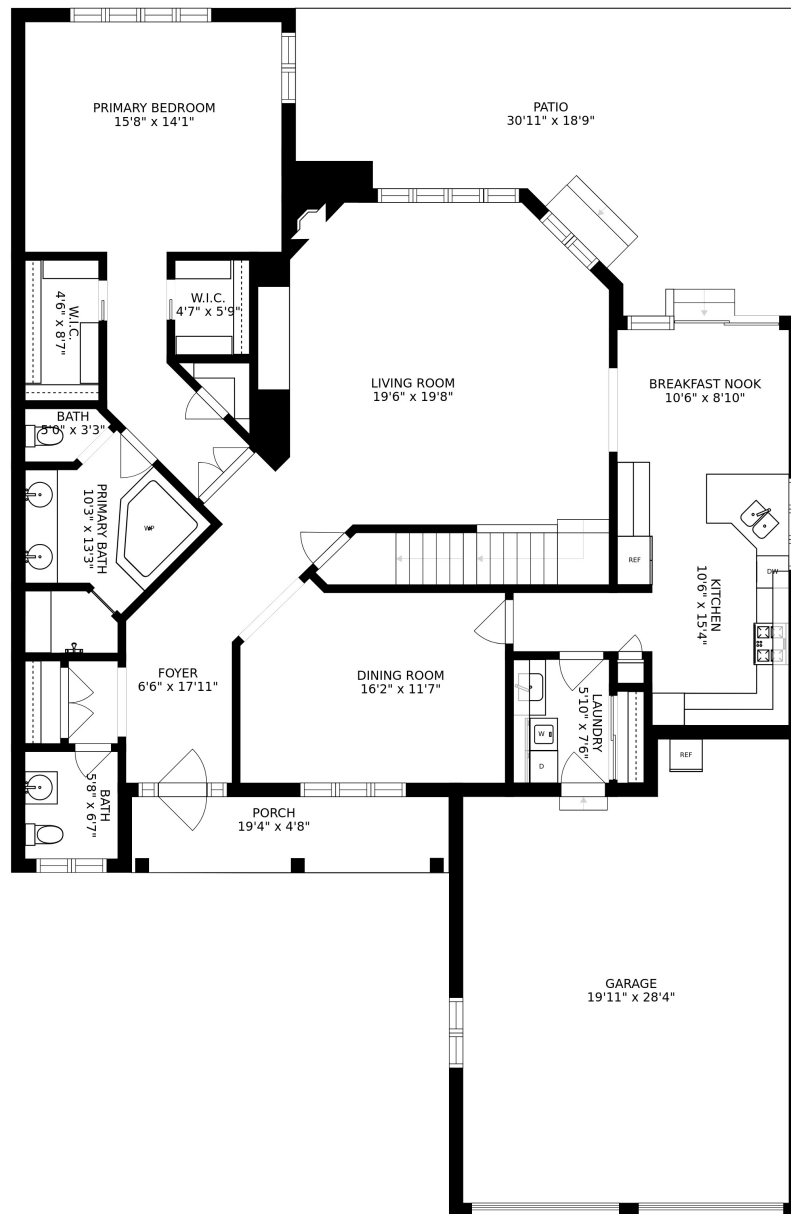 PRIMARY BEDROOM
15'8" x 14'1"
PATIO
30'11" x 18'9"
W.I.C.
4'6" x 8'7"
W.I.C.
4'7" x 5'9"
LIVING ROOM
19'6" x 19'8"
BREAKFAST NOOK
10'6" x 8'10"
BATH
5'0" x 3'3"
PRIMARY BATH
10'3" x 13'3"
WP
REF
DW
KITCHEN
10'6" x 15'4"
FOYER
6'6" x 17'11"
DINING ROOM
16'2" x 11'7"
LAUNDRY
5'10" x 7'6"
W
D
REF
BATH
5'8" x 6'7"
PORCH
19'4" x 4'8"
GARAGE
19'11" x 28'4"